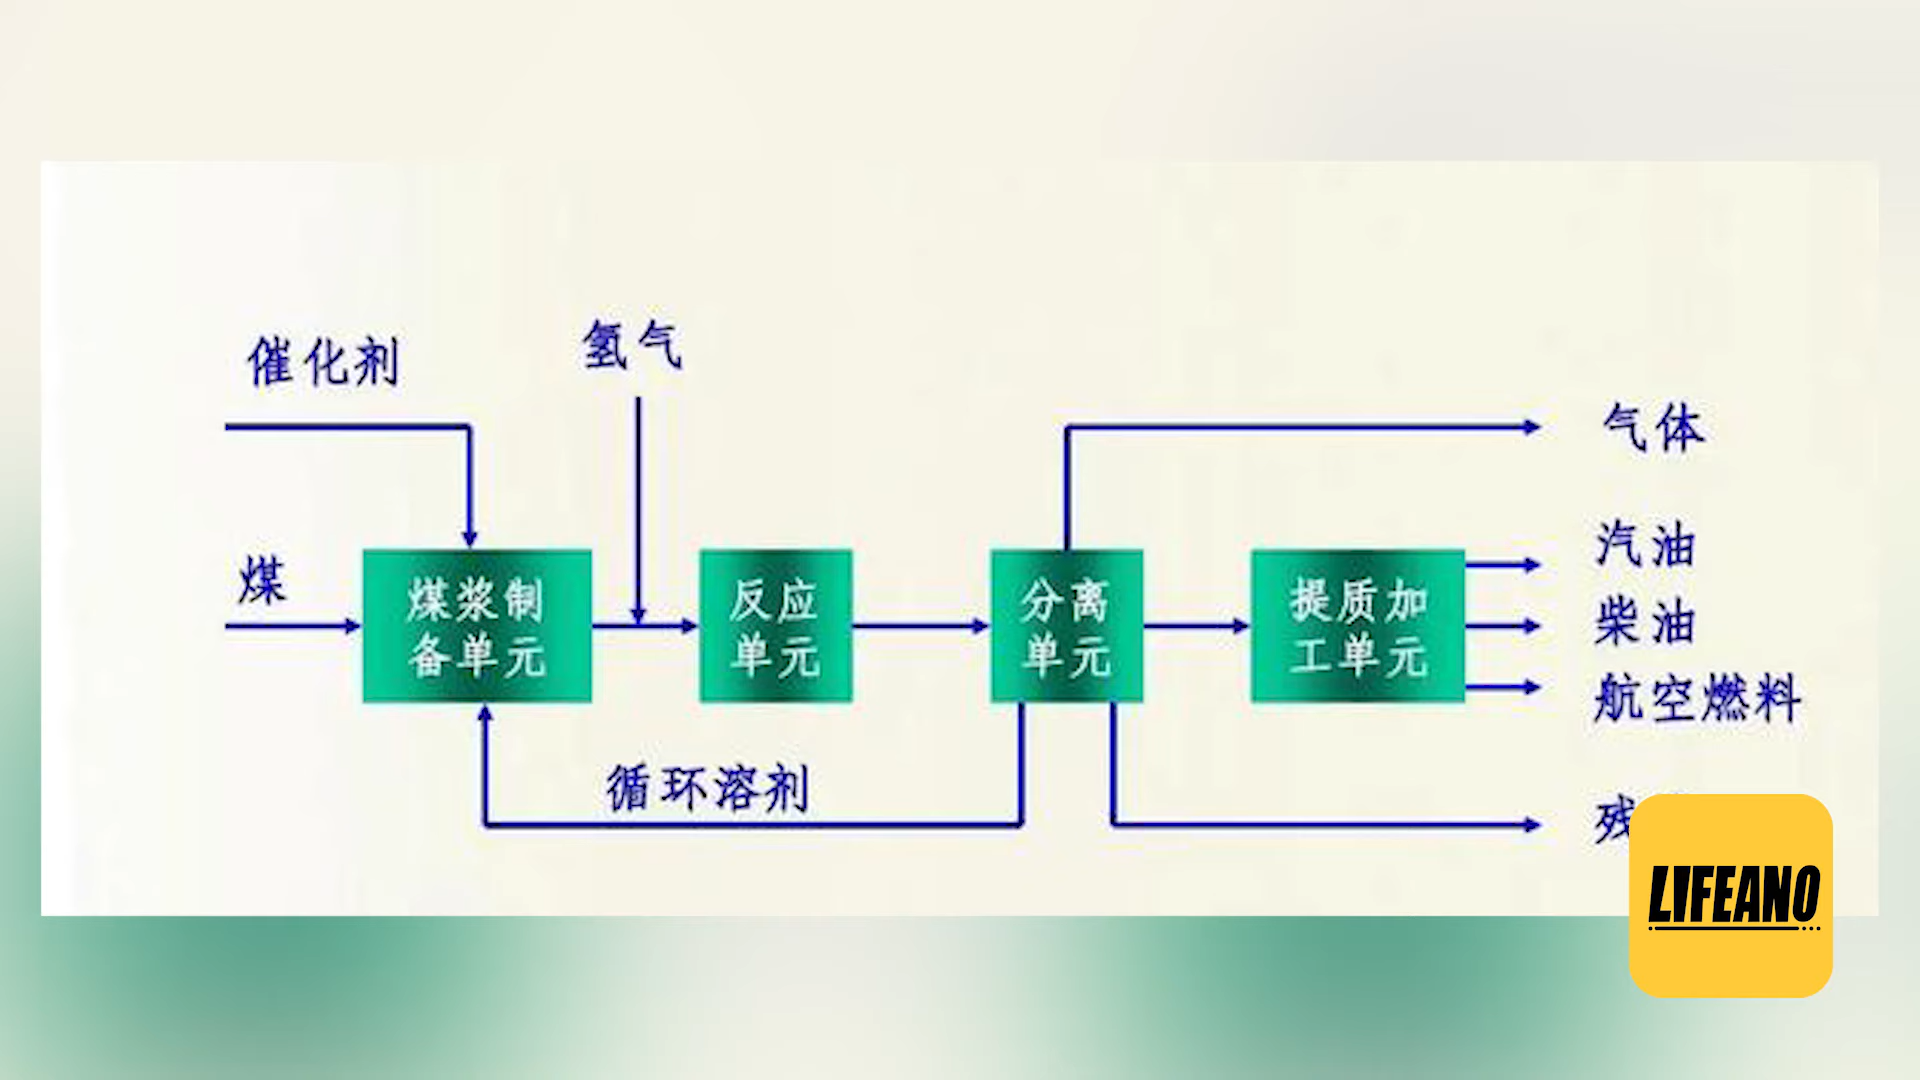 催化剂
氢气
气体
煤
煤浆制
备单元
反应
单元
分离
单元
提质加
工单元
汽油
柴油
航空燃料
循环溶剂
残
LIFEANO